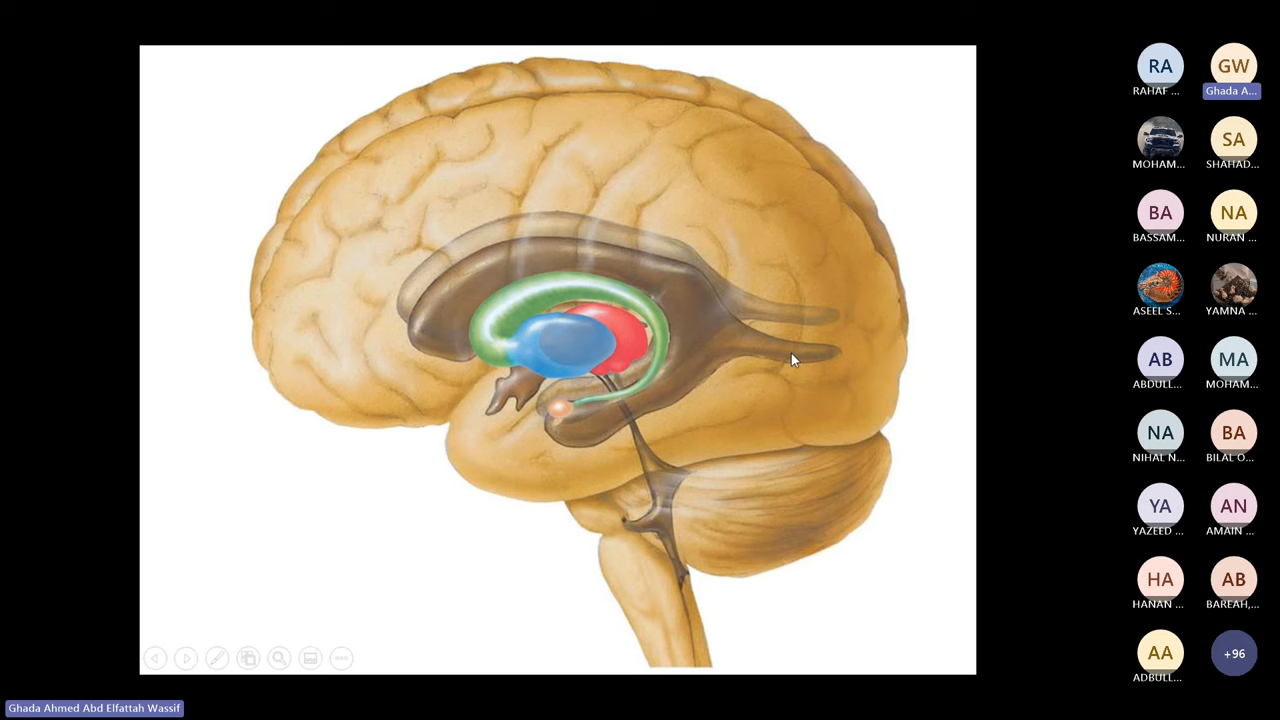 RA
GW
RAHAF ...
Ghada A...
SA
MOHAM...
SHAHAD...
BA
NA
BASSAM...
NURAN ...
ASEEL S...
YAMNA ...
AB
MA
ABDULL...
MOHAM...
NA
BA
NIHAL N...
BILAL O...
YA
AN
YAZEED ...
AMAIN ...
HA
AB
HANAN ...
BAREAH,...
AA
+96
ADBULL...
Ghada Ahmed Abd Elfattah Wassif